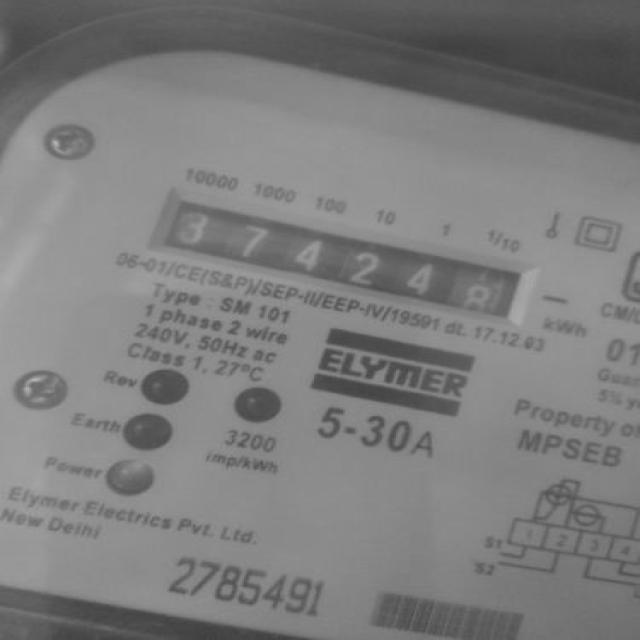 10000 1000 100 10 1 1/10
3 7 4 2 4 8
kWh
06-01/CE(S&P)/SEP-II/EEP-IV/19591 dt. 17.12.03
Type : SM 101
1 phase 2 wire
240V, 50Hz ac
Class 1, 27°C
ELYMER
5-30A
Rev
Earth
Power
3200
imp/kWh
CM/
01
5%
Property of
MPSEB
S1 1 2 3 4
S2
Elymer Electrics Pvt. Ltd.
New Delhi
2785491